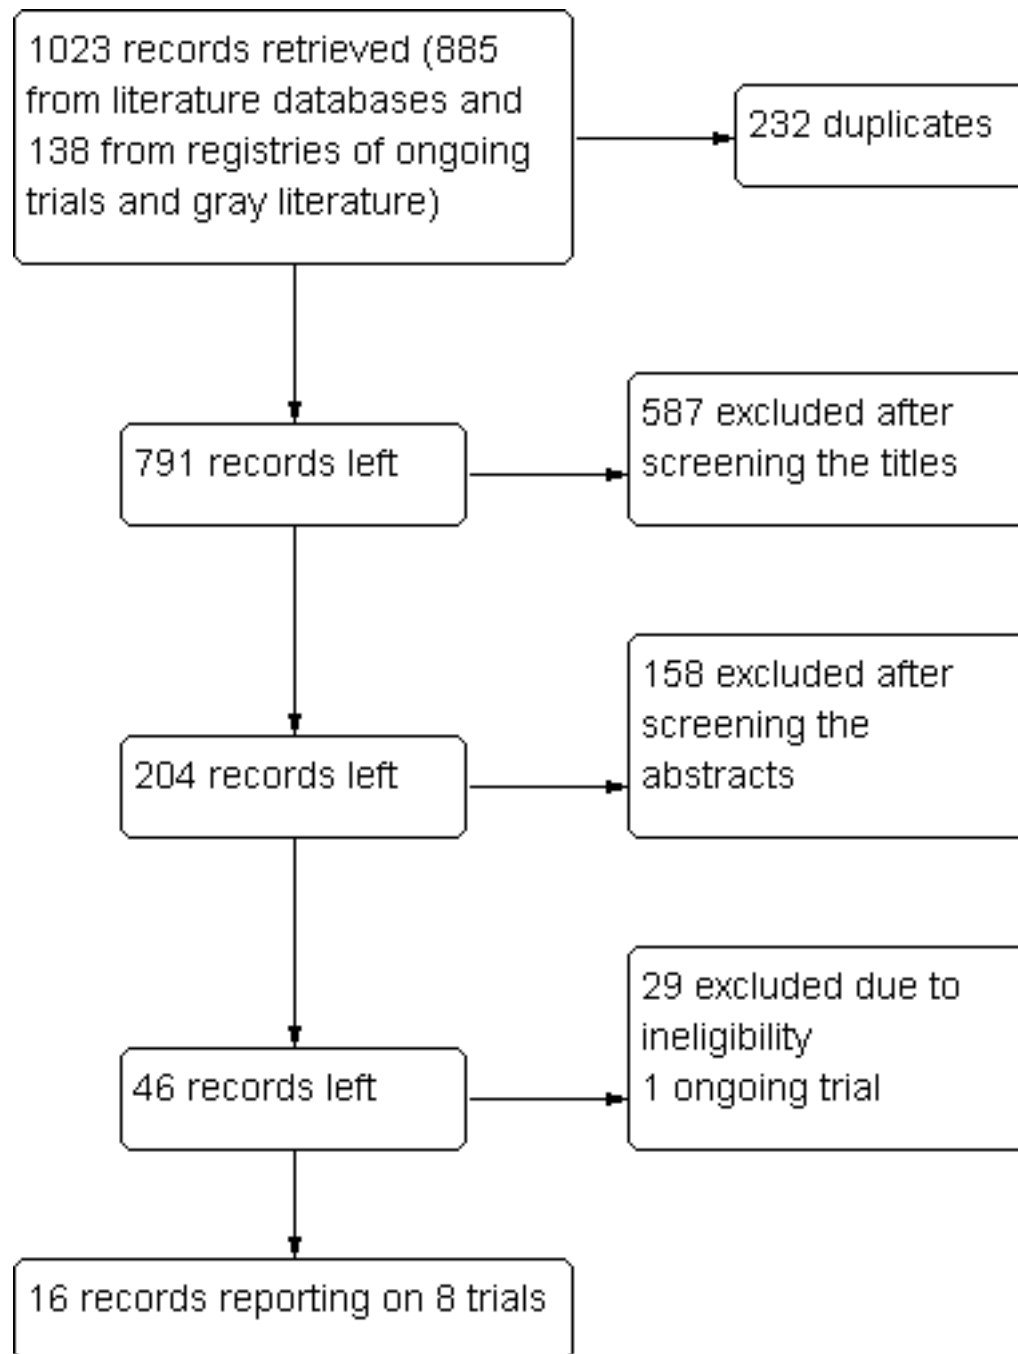 1023 records retrieved (885
from literature databases and
138 from registries of ongoing
trials and gray literature)
232 duplicates
791 records left
587 excluded after
screening the titles
204 records left
158 excluded after
screening the
abstracts
46 records left
29 excluded due to
ineligibility
1 ongoing trial
16 records reporting on 8 trials